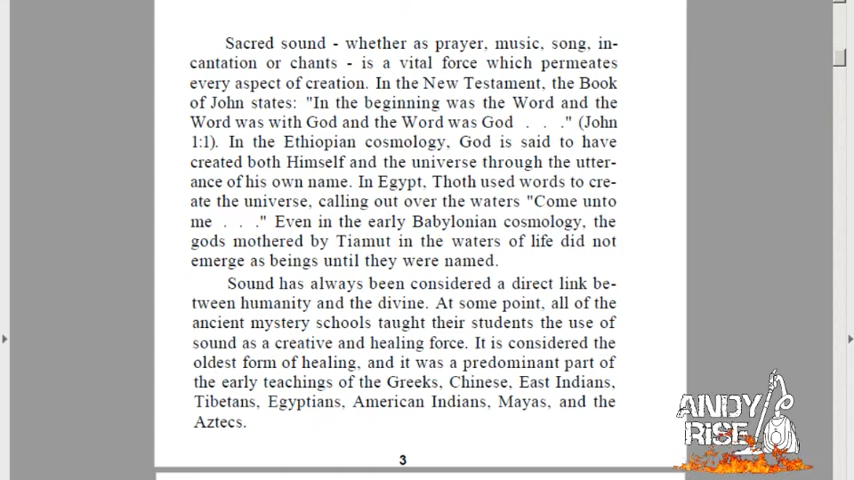 Sacred sound - whether as prayer, music, song, in-
cantation or chants - is a vital force which permeates
every aspect of creation. In the New Testament, the Book
of John states: "In the beginning was the Word and the
Word was with God and the Word was God . . ." (John
1:1). In the Ethiopian cosmology, God is said to have
created both Himself and the universe through the utter-
ance of his own name. In Egypt, Thoth used words to cre-
ate the universe, calling out over the waters "Come unto
me . . ." Even in the early Babylonian cosmology, the
gods mothered by Tiamut in the waters of life did not
emerge as beings until they were named.
Sound has always been considered a direct link be-
tween humanity and the divine. At some point, all of the
ancient mystery schools taught their students the use of
sound as a creative and healing force. It is considered the
oldest form of healing, and it was a predominant part of
the early teachings of the Greeks, Chinese, East Indians,
Tibetans, Egyptians, American Indians, Mayas, and the
Aztecs.
3
ANDY
RiSE